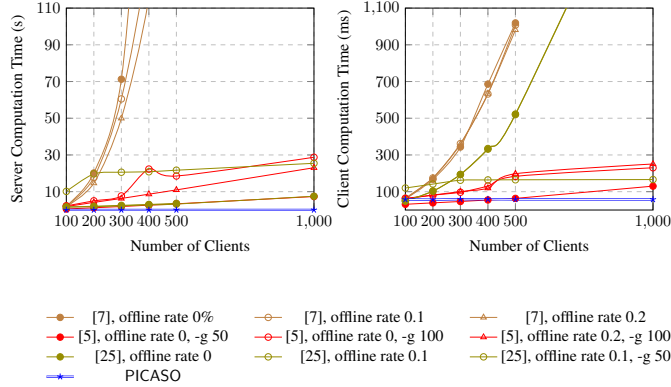 110
90
70
50
30
10
100 200 300 400 500 1,000
Server Computation Time (s)
Number of Clients
1,100
900
700
500
300
100
100 200 300 400 500 1,000
Client Computation Time (ms)
Number of Clients
[7], offline rate 0% [7], offline rate 0.1 [7], offline rate 0.2
[5], offline rate 0, -g 50 [5], offline rate 0, -g 100 [5], offline rate 0.2, -g 100
[25], offline rate 0 [25], offline rate 0.1 [25], offline rate 0.1, -g 50
PICASO